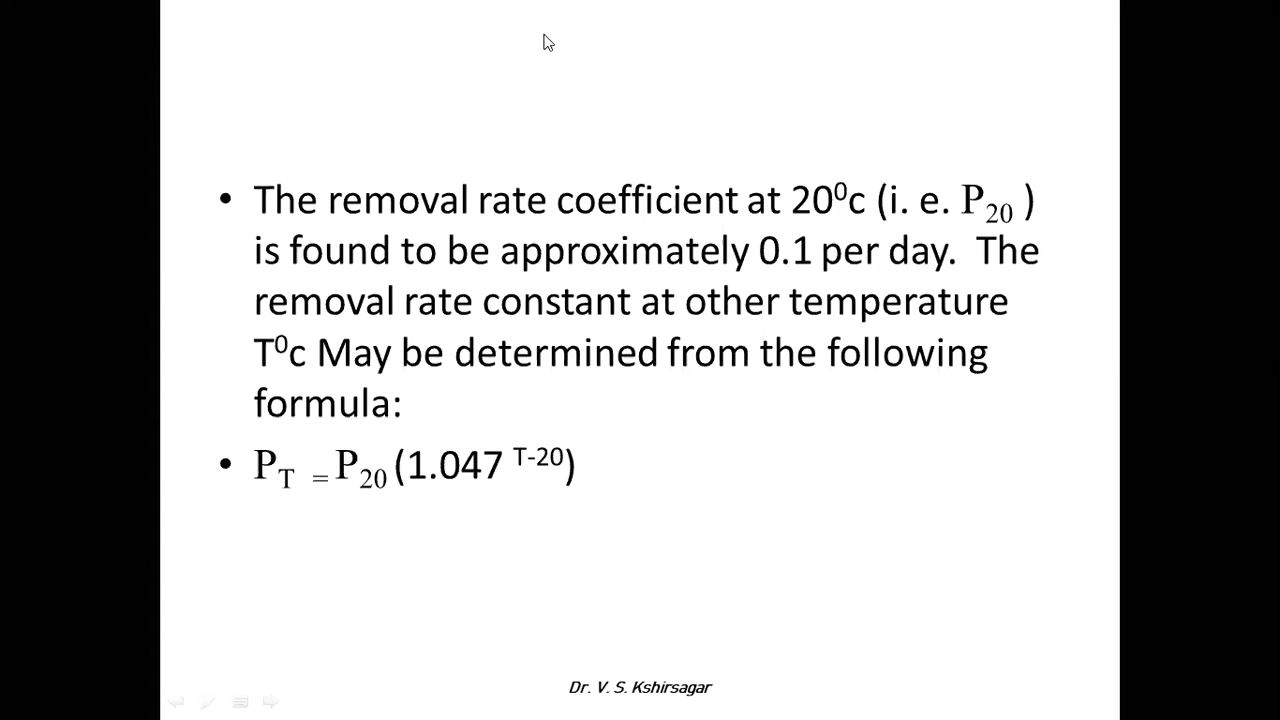 • The removal rate coefficient at 20⁰c (i. e. P₂₀ )
is found to be approximately 0.1 per day.  The
removal rate constant at other temperature
T⁰c May be determined from the following
formula:
• P_T = P₂₀ (1.047 ^T-20)
Dr. V. S. Kshirsagar